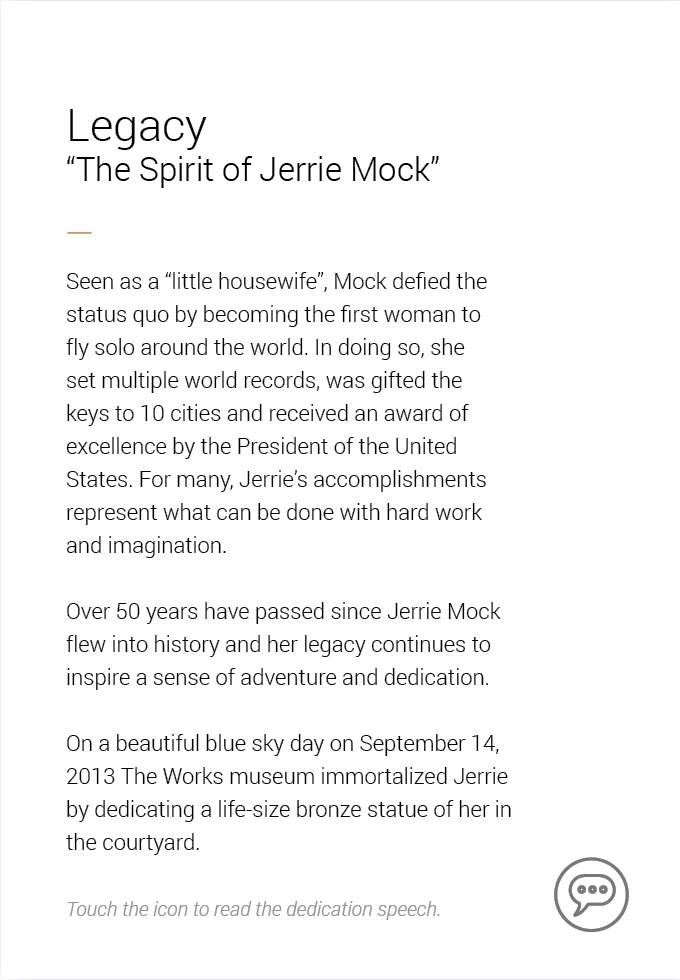 Legacy
“The Spirit of Jerrie Mock”
Seen as a “little housewife”, Mock defied the
status quo by becoming the first woman to
fly solo around the world. In doing so, she
set multiple world records, was gifted the
keys to 10 cities and received an award of
excellence by the President of the United
States. For many, Jerrie’s accomplishments
represent what can be done with hard work
and imagination.
Over 50 years have passed since Jerrie Mock
flew into history and her legacy continues to
inspire a sense of adventure and dedication.
On a beautiful blue sky day on September 14,
2013 The Works museum immortalized Jerrie
by dedicating a life-size bronze statue of her in
the courtyard.
Touch the icon to read the dedication speech.